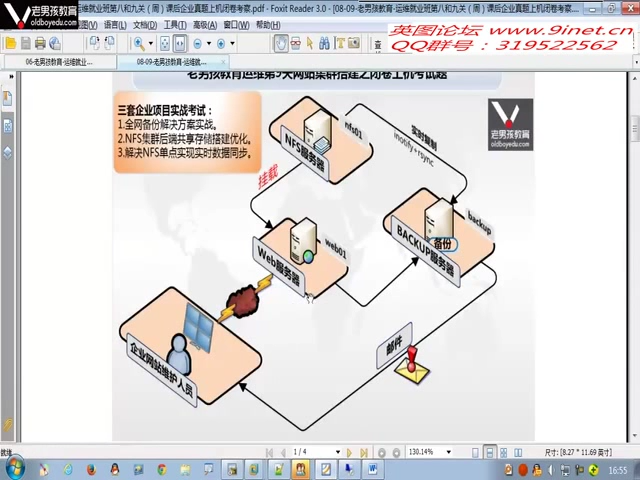 老男孩教育
oldboyedu.com
运维就业班第八和九关(周)课后企业真题上机闭卷考察.pdf - Foxit Reader 3.0 - [08-09-老男孩教育-运维就业班第八和九关(周)课后企业真题上机闭卷考察.pdf]
英图论坛 www.9inet.cn
QQ群号：319522562
06-老男孩教育-运维就业...
08-09-老男孩教育-运维就...
老男孩教育运维第9关网站集群搭建之闭卷上机考试题
三套企业项目实战考试：
1.全网备份解决方案实战。
2.NFS集群后端共享存储搭建优化。
3.解决NFS单点实现实时数据同步。
老男孩教育
oldboyedu.com
nfs01
NFS服务器
实时复制
inotify+rsync
挂载
backup
备份
BACKUP服务器
web01
Web服务器
邮件
企业网站维护人员
就绪
1 / 4
130.14%
尺寸: [8.27 * 11.69 英寸]
16:55